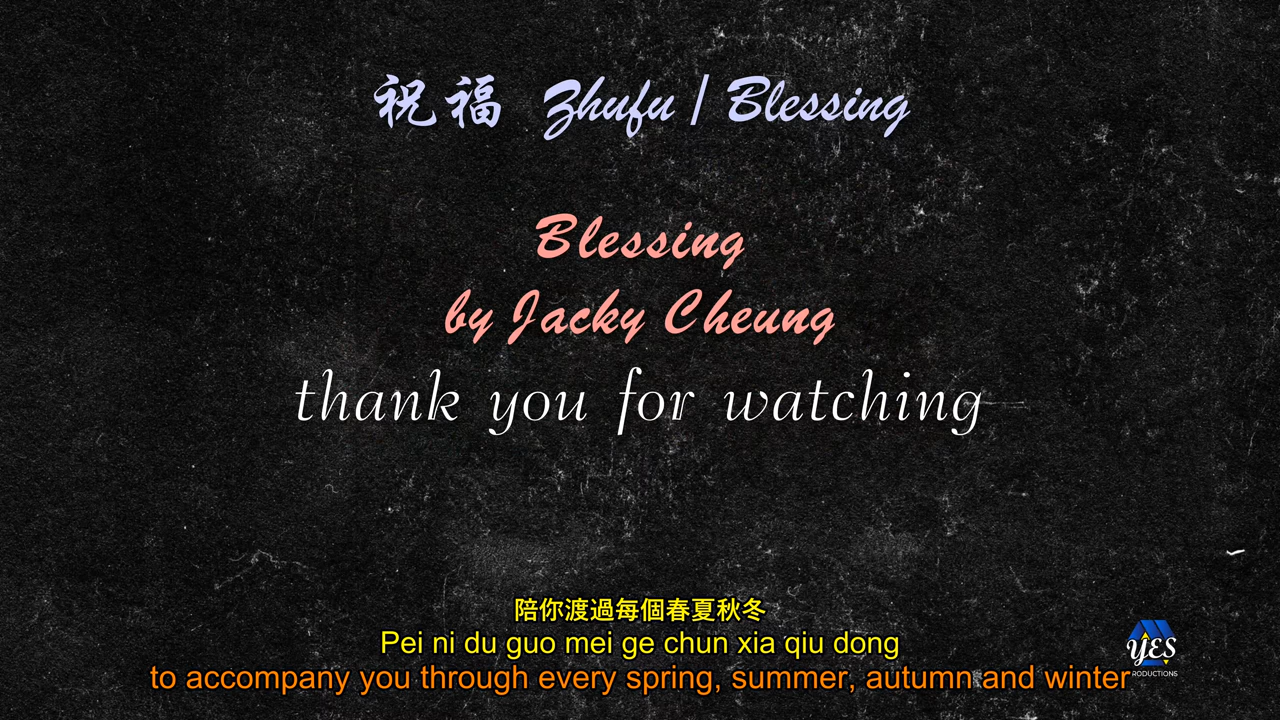 祝福 Zhufu / Blessing
Blessing
by Jacky Cheung
thank you for watching
陪你渡過每個春夏秋冬
Pei ni du guo mei ge chun xia qiu dong
to accompany you through every spring, summer, autumn and winter
YES
RODUCTIONS